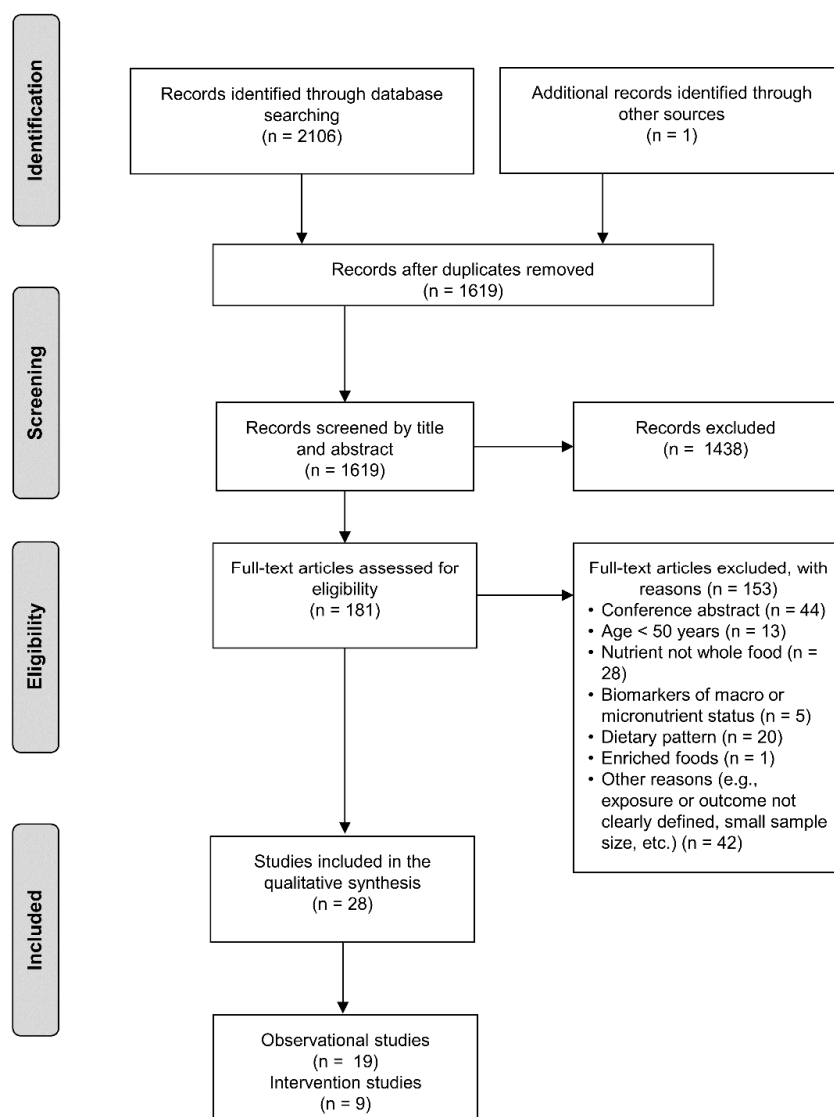 Identification
Records identified through database
searching
(n = 2106)
Additional records identified through
other sources
(n = 1)
Records after duplicates removed
(n = 1619)
Screening
Records screened by title
and abstract
(n = 1619)
Records excluded
(n = 1438)
Eligibility
Full-text articles assessed for
eligibility
(n = 181)
Full-text articles excluded, with
reasons (n = 153)
• Conference abstract (n = 44)
• Age < 50 years (n = 13)
• Nutrient not whole food (n =
28)
• Biomarkers of macro or
micronutrient status (n = 5)
• Dietary pattern (n = 20)
• Enriched foods (n = 1)
• Other reasons (e.g.,
exposure or outcome not
clearly defined, small sample
size, etc.) (n = 42)
Included
Studies included in the
qualitative synthesis
(n = 28)
Observational studies
(n = 19)
Intervention studies
(n = 9)